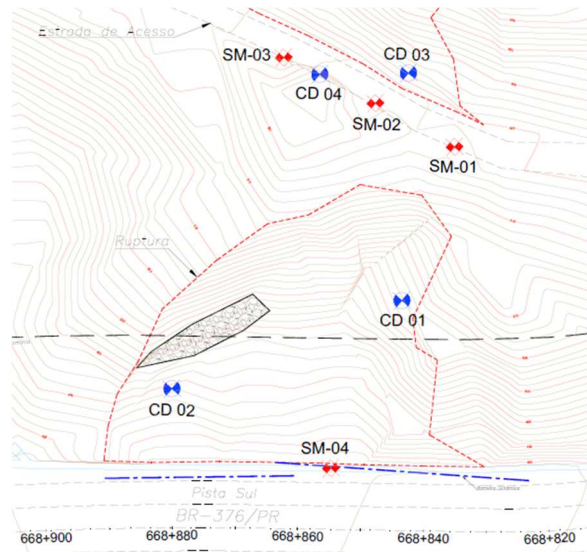 Estrada de Acesso
SM-03
CD 03
CD 04
SM-02
SM-01
Ruptura
CD 01
CD 02
SM-04
Pista Sul
BR-376/PR
668+900
668+880
668+860
668+840
668+820